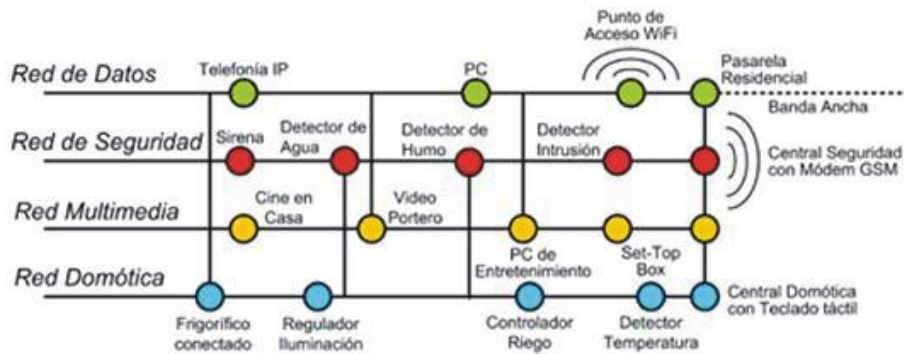 Punto de
Acceso WiFi
Red de Datos
Telefonía IP
PC
Pasarela
Residencial
Banda Ancha
Red de Seguridad
Sirena
Detector de
Agua
Detector de
Humo
Detector
Intrusión
Central Seguridad
con Módem GSM
Red Multimedia
Cine en
Casa
Video
Portero
PC de
Entretenimiento
Set-Top
Box
Red Domótica
Frigorífico
conectado
Regulador
Iluminación
Controlador
Riego
Detector
Temperatura
Central Domótica
con Teclado táctil